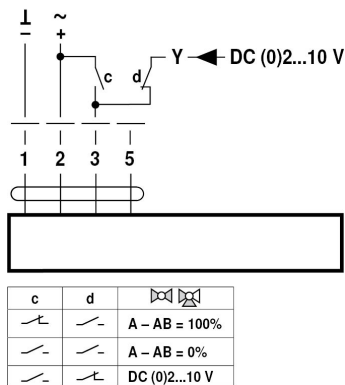 ⊥ ~
– +
c d Y DC (0)2...10 V
1 2 3 5
c d
A – AB = 100%
A – AB = 0%
DC (0)2...10 V